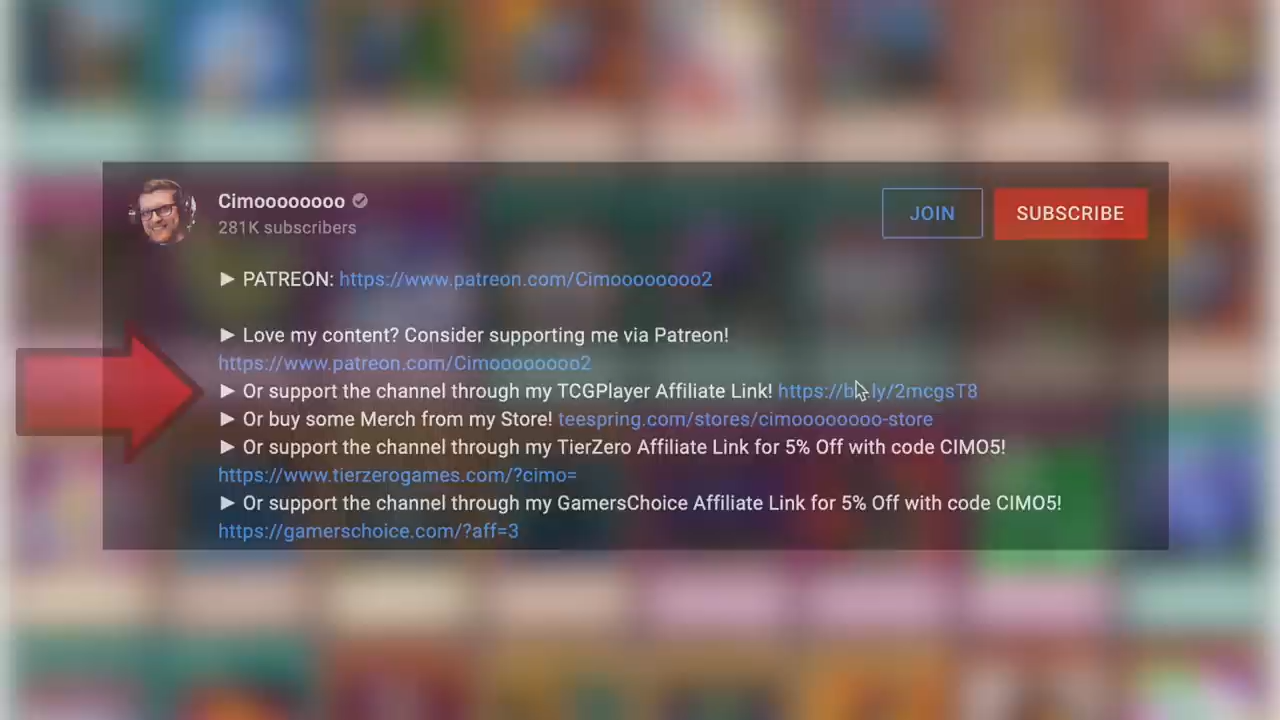 Cimoooooooo
281K subscribers
JOIN
SUBSCRIBE
► PATREON: https://www.patreon.com/Cimoooooooo2
► Love my content? Consider supporting me via Patreon!
https://www.patreon.com/Cimoooooooo2
► Or support the channel through my TCGPlayer Affiliate Link! https://bit.ly/2mcgsT8
► Or buy some Merch from my Store! teespring.com/stores/cimoooooooo-store
► Or support the channel through my TierZero Affiliate Link for 5% Off with code CIMO5!
https://www.tierzerogames.com/?cimo=
► Or support the channel through my GamersChoice Affiliate Link for 5% Off with code CIMO5!
https://gamerschoice.com/?aff=3